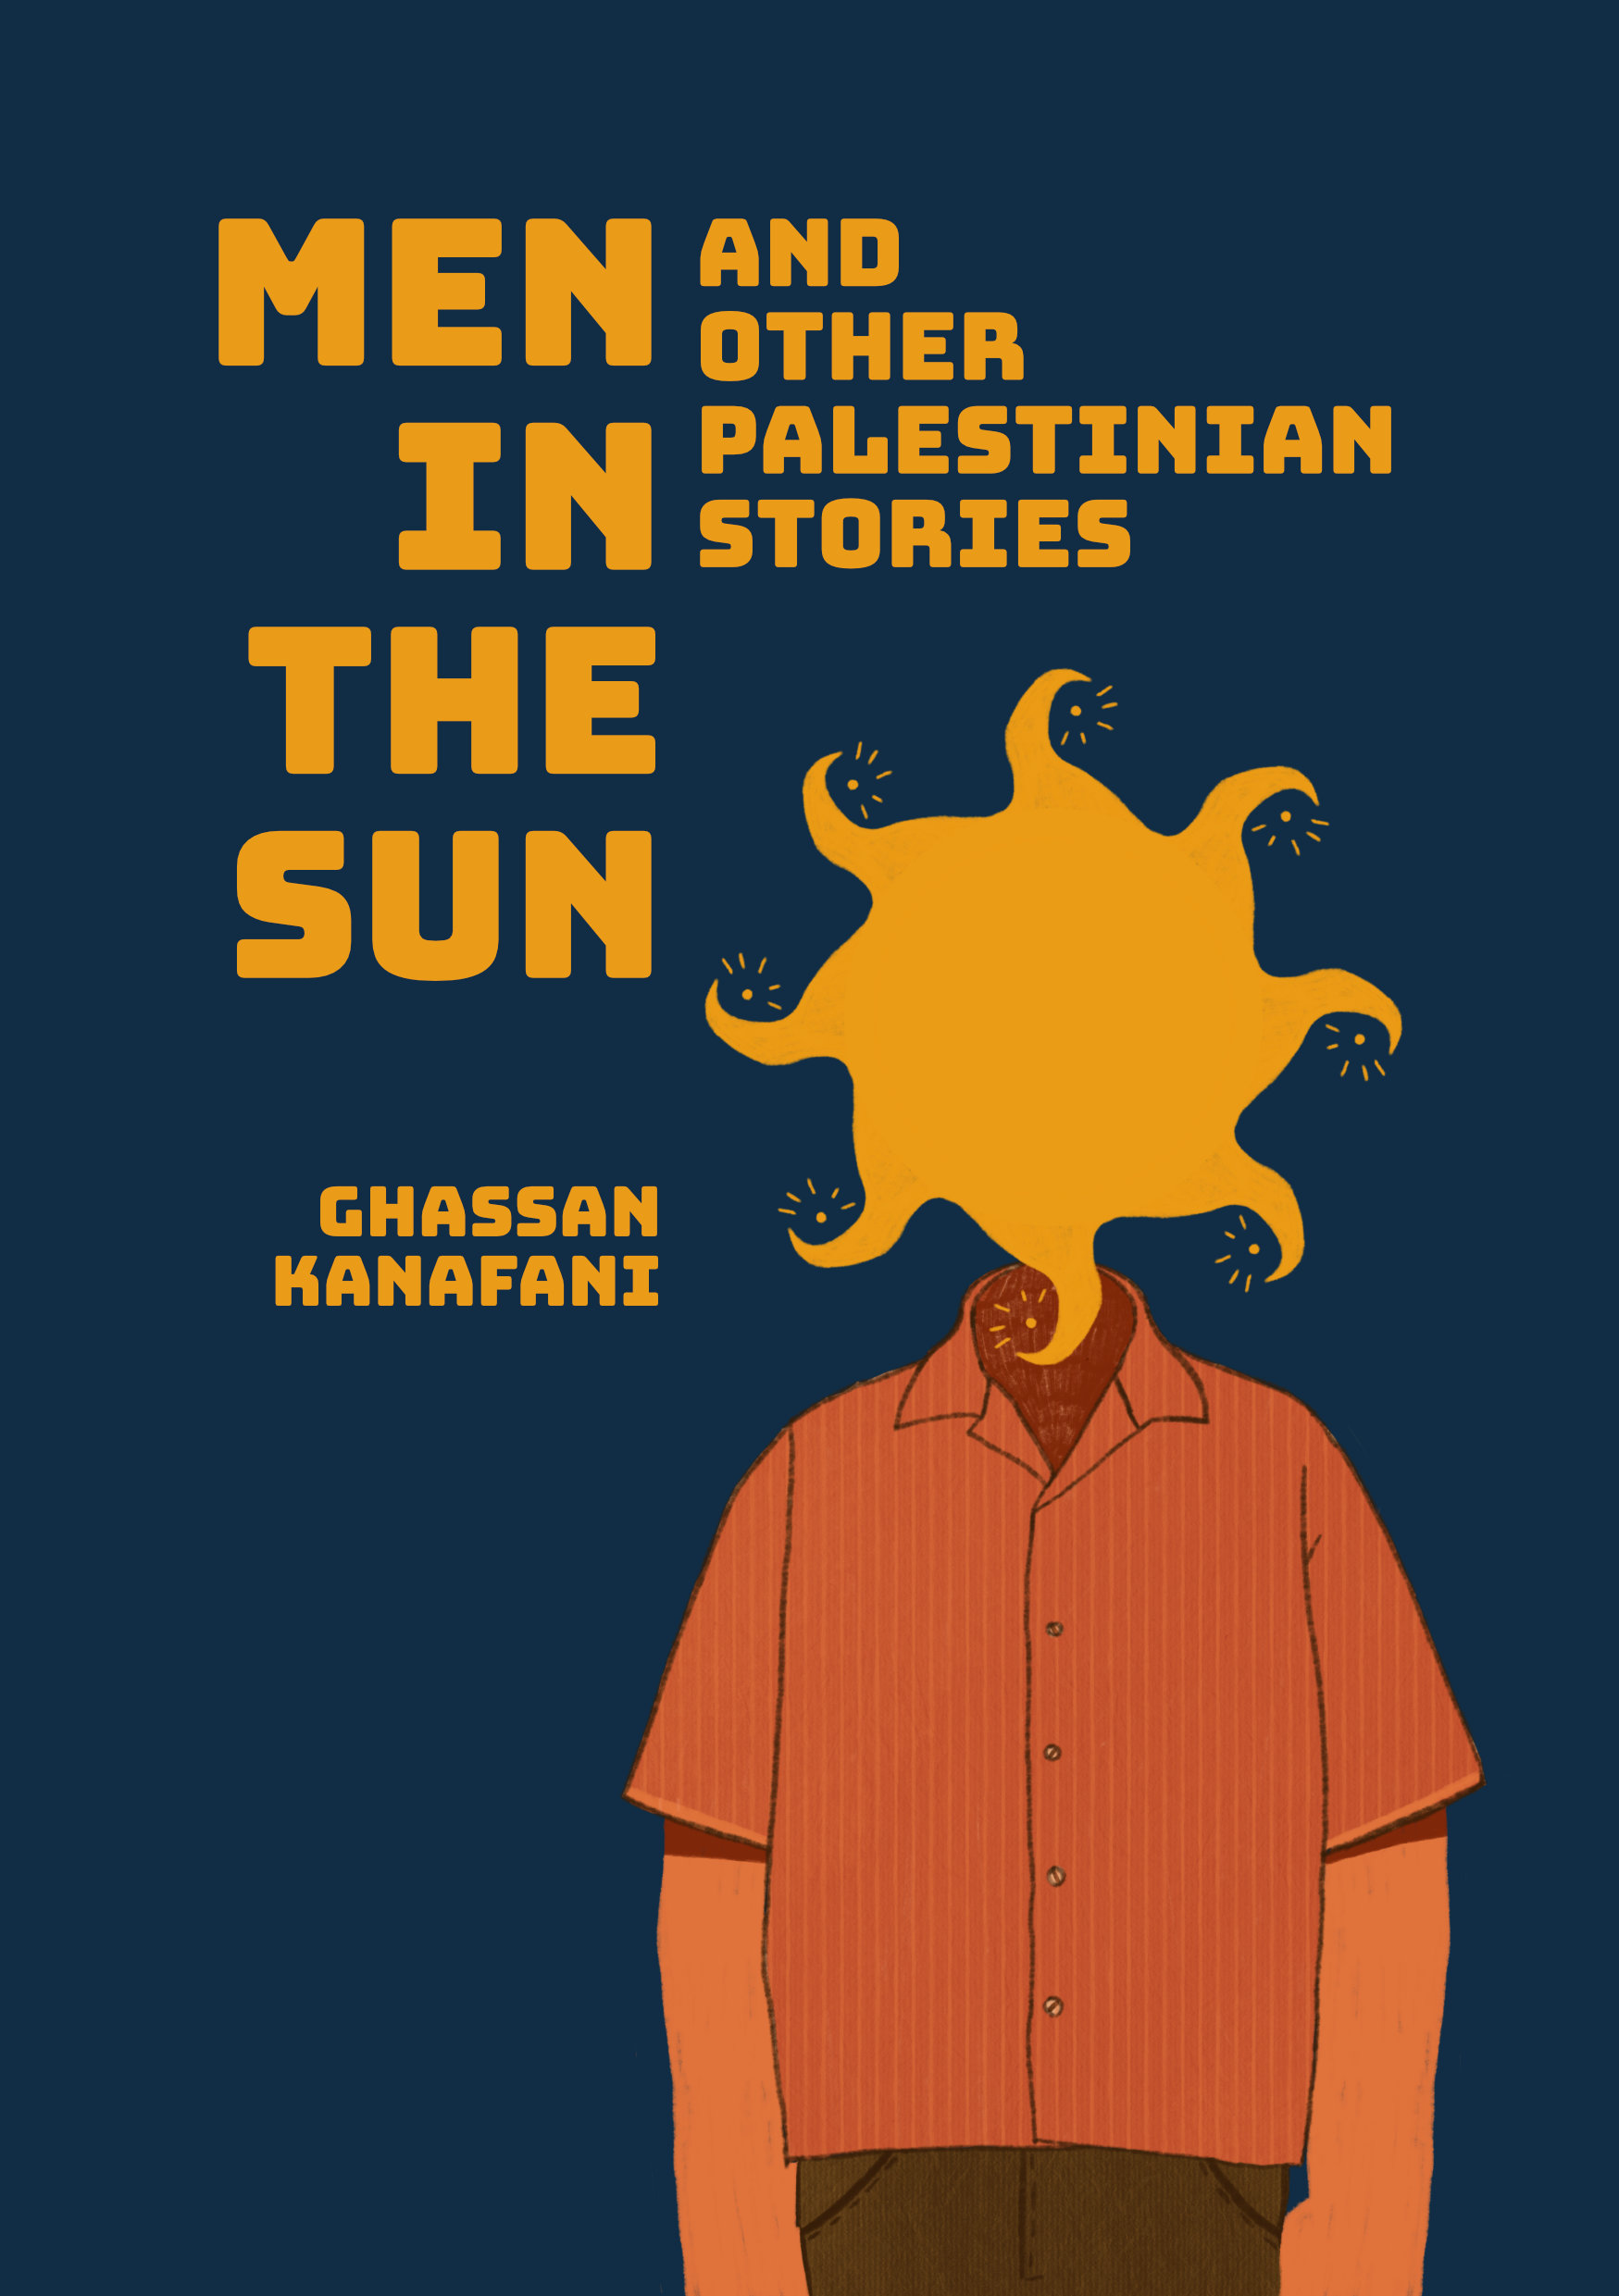 MEN
IN
THE
SUN
AND
OTHER
PALESTINIAN
STORIES
GHASSAN
KANAFANI